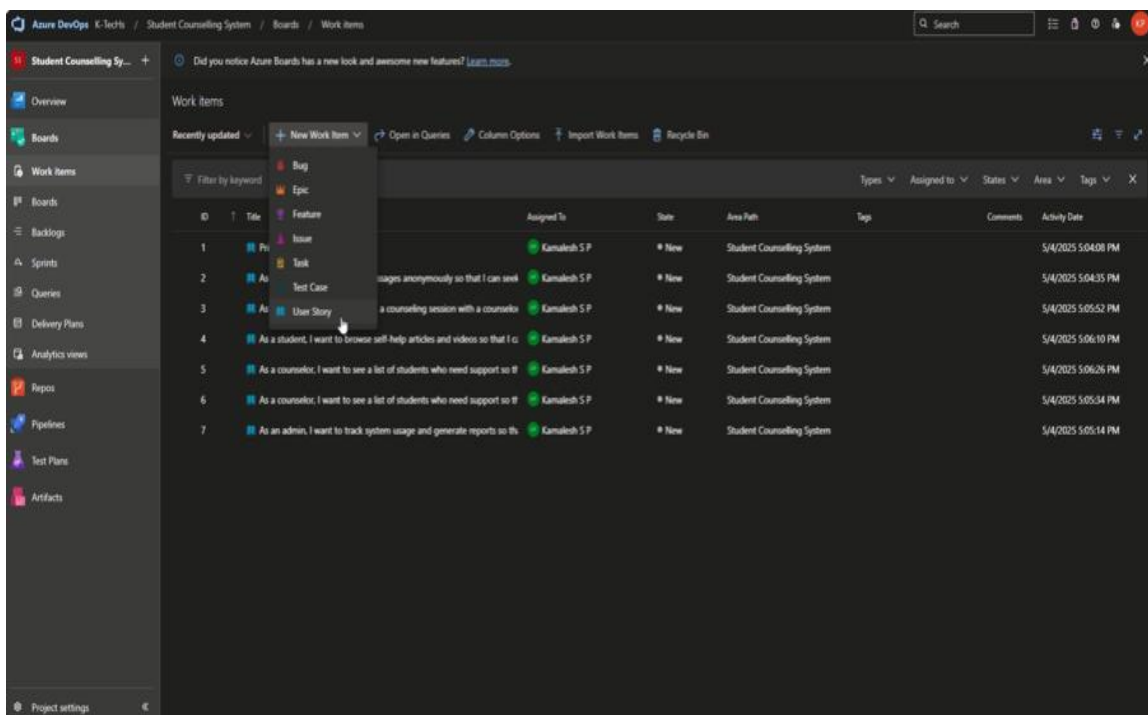 Azure DevOps K-TecHs / Student Counselling System / Boards / Work items
Search
KP
Student Counselling Sy... +
Did you notice Azure Boards has a new look and awesome new features? Learn more.
Overview
Boards
Work items
Boards
Backlogs
Sprints
Queries
Delivery Plans
Analytics views
Repos
Pipelines
Test Plans
Artifacts
Project settings
Work items
Recently updated
New Work Item
Open in Queries
Column Options
Import Work Items
Recycle Bin
Bug
Epic
Feature
Issue
Task
Test Case
User Story
Filter by keyword
Types Assigned to States Area Tags
ID Title Assigned To State Area Path Tags Comments Activity Date
1 Kamalesh S P New Student Counselling System 5/4/2025 5:04:08 PM
2 As anonymously so that I can seek Kamalesh S P New Student Counselling System 5/4/2025 5:04:35 PM
3 As a counseling session with a counselor Kamalesh S P New Student Counselling System 5/4/2025 5:05:52 PM
4 As a student, I want to browse self-help articles and videos so that I Kamalesh S P New Student Counselling System 5/4/2025 5:06:10 PM
5 As a counselor, I want to see a list of students who need support so Kamalesh S P New Student Counselling System 5/4/2025 5:06:26 PM
6 As a counselor, I want to see a list of students who need support so Kamalesh S P New Student Counselling System 5/4/2025 5:05:34 PM
7 As an admin, I want to track system usage and generate reports so Kamalesh S P New Student Counselling System 5/4/2025 5:05:14 PM